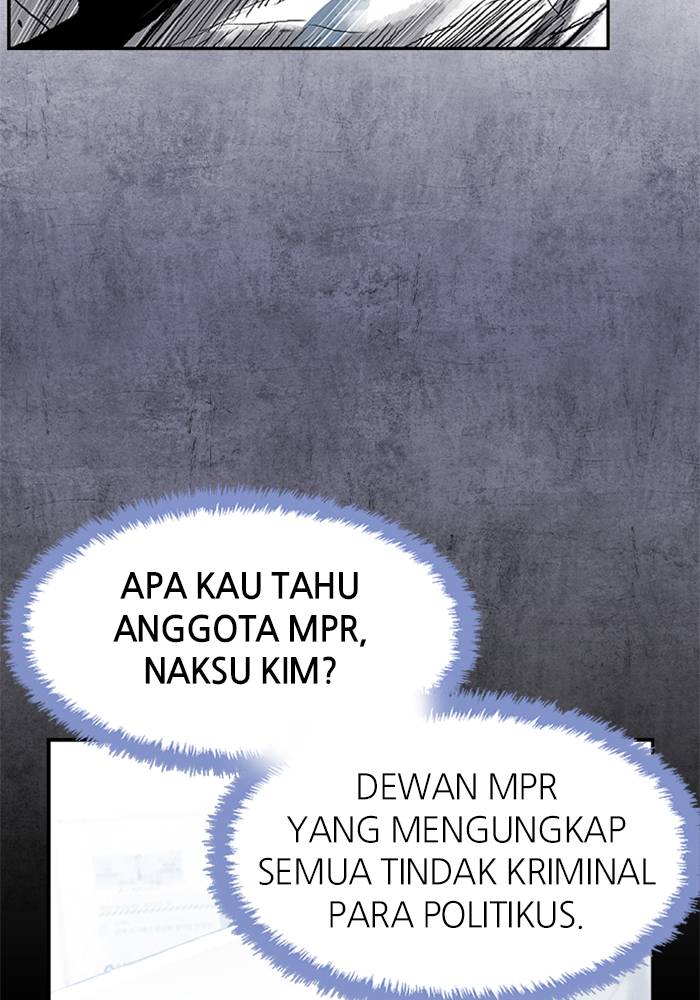 APA KAU TAHU
ANGGOTA MPR,
NAKSU KIM?
DEWAN MPR
YANG MENGUNGKAP
SEMUA TINDAK KRIMINAL
PARA POLITIKUS.